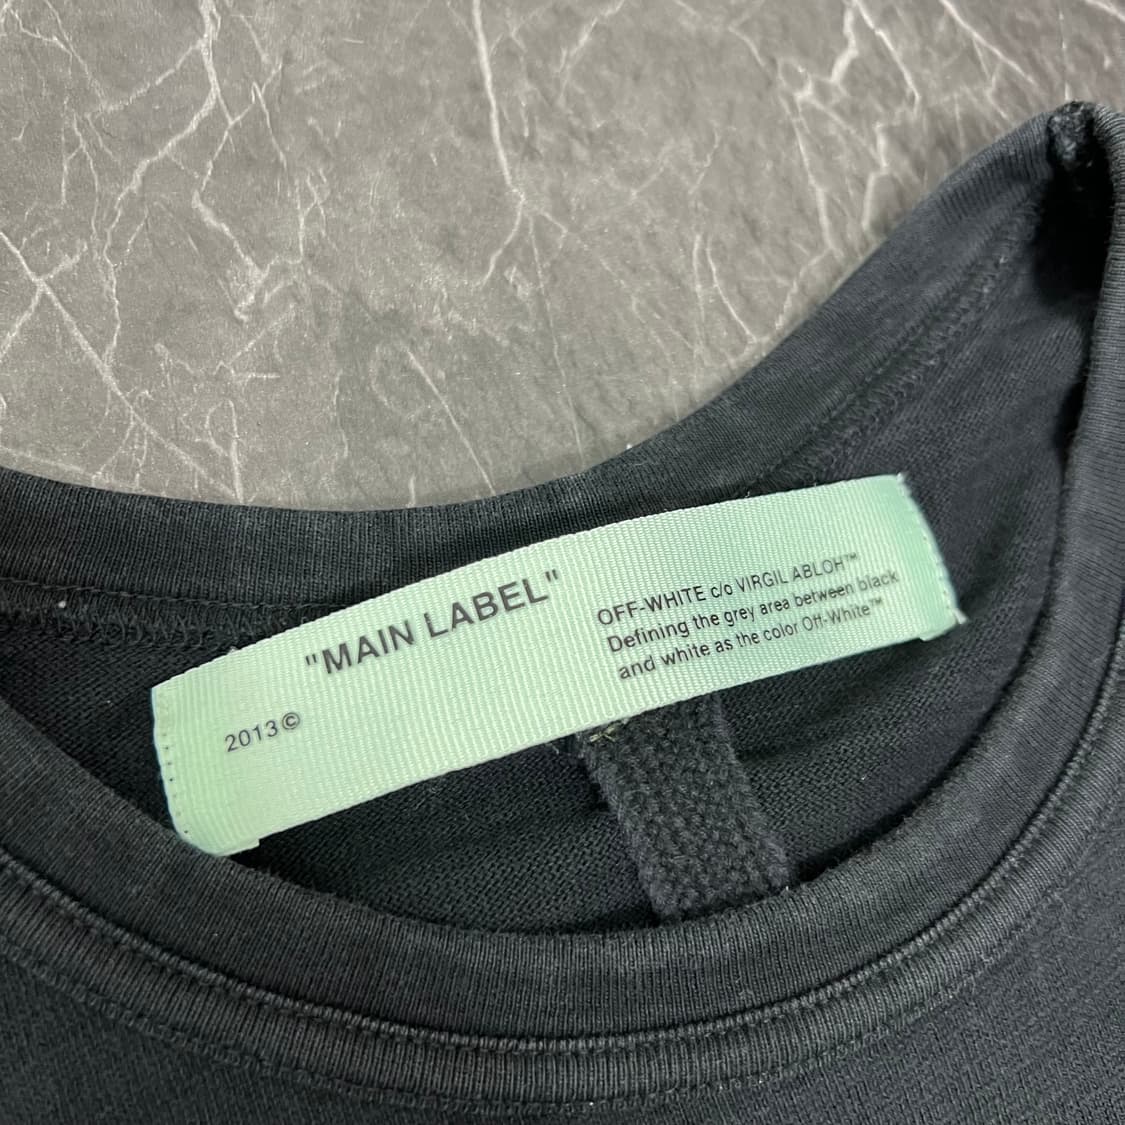 "MAIN LABEL"
2013©
OFF-WHITE c/o VIRGIL ABLOH™
Defining the grey area between black
and white as the color Off-White™